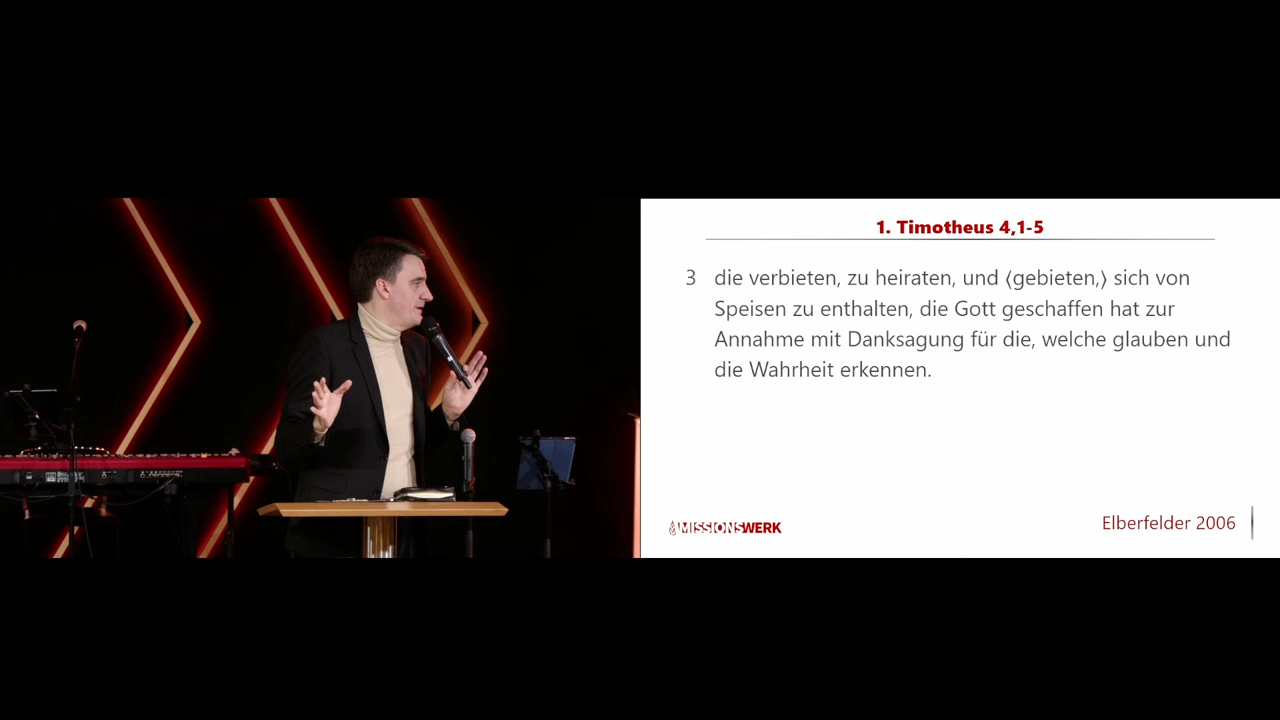 1. Timotheus 4,1-5
3 die verbieten, zu heiraten, und ⟨gebieten,⟩ sich von
Speisen zu enthalten, die Gott geschaffen hat zur
Annahme mit Danksagung für die, welche glauben und
die Wahrheit erkennen.
MISSIONSWERK
Elberfelder 2006